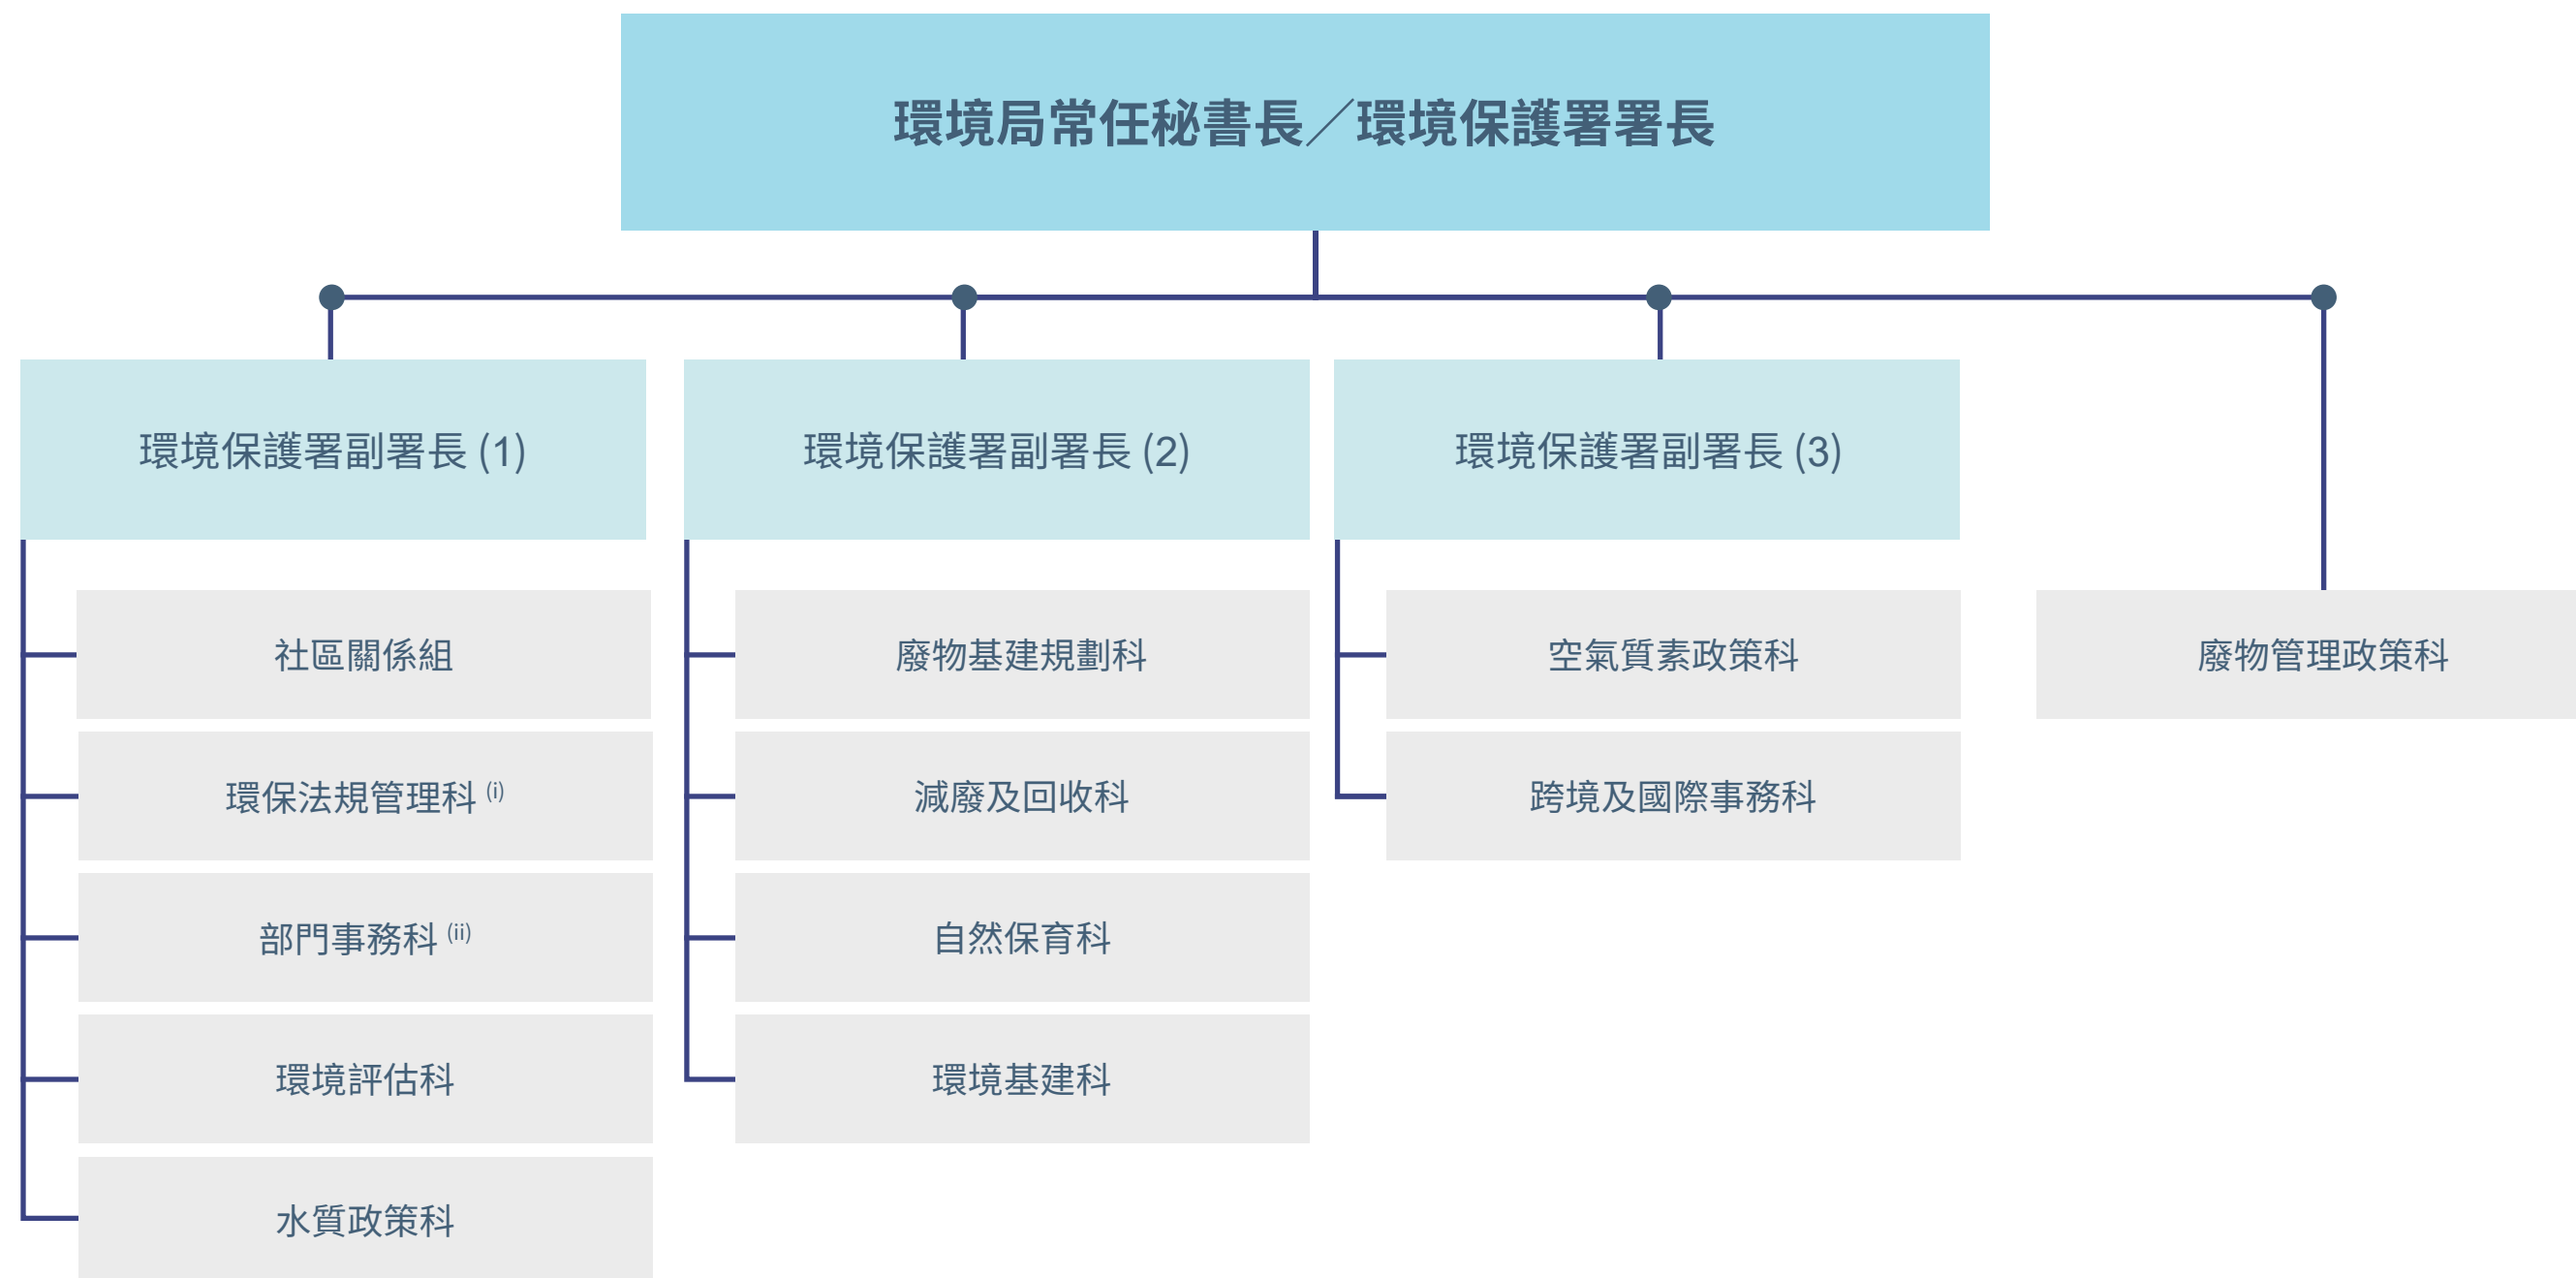 環境局常任秘書長／環境保護署署長
環境保護署副署長 (1)
社區關係組
環保法規管理科 (i)
部門事務科 (ii)
環境評估科
水質政策科
環境保護署副署長 (2)
廢物基建規劃科
減廢及回收科
自然保育科
環境基建科
環境保護署副署長 (3)
空氣質素政策科
跨境及國際事務科
廢物管理政策科